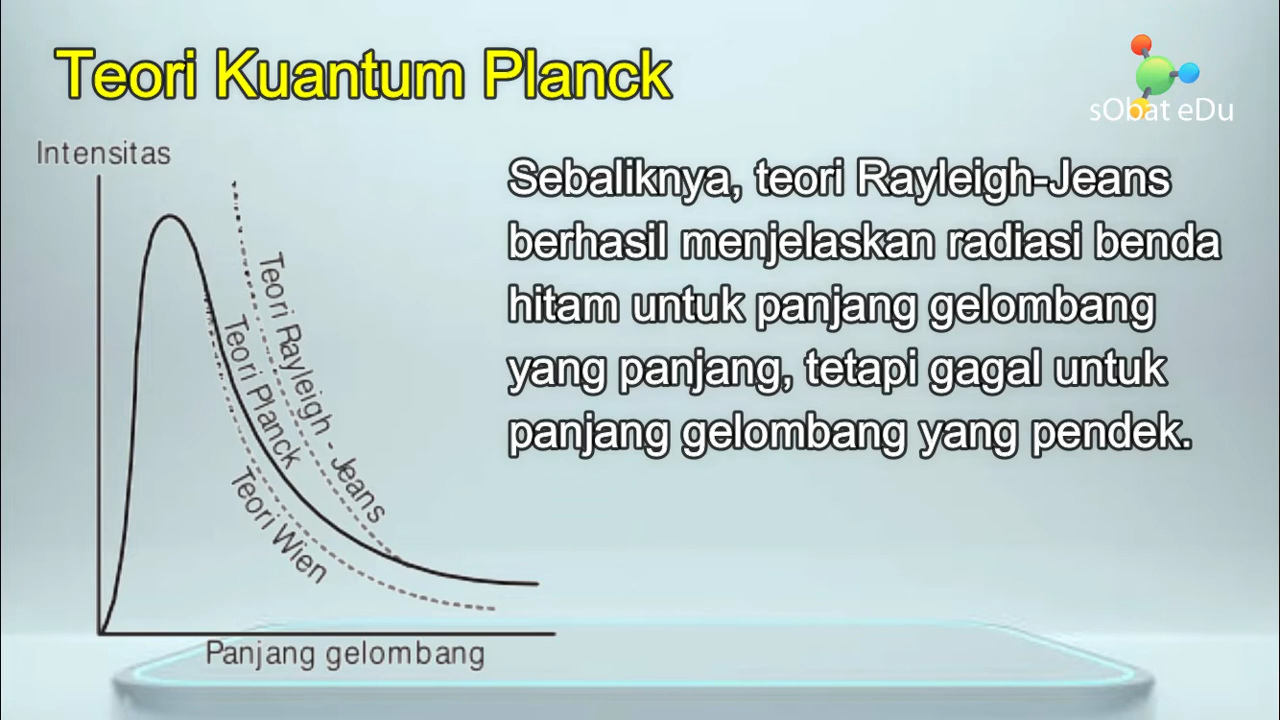 Teori Kuantum Planck
sObat eDu
Intensitas
Teori Rayleigh - Jeans
Teori Planck
Teori Wien
Panjang gelombang
Sebaliknya, teori Rayleigh-Jeans
berhasil menjelaskan radiasi benda
hitam untuk panjang gelombang
yang panjang, tetapi gagal untuk
panjang gelombang yang pendek.